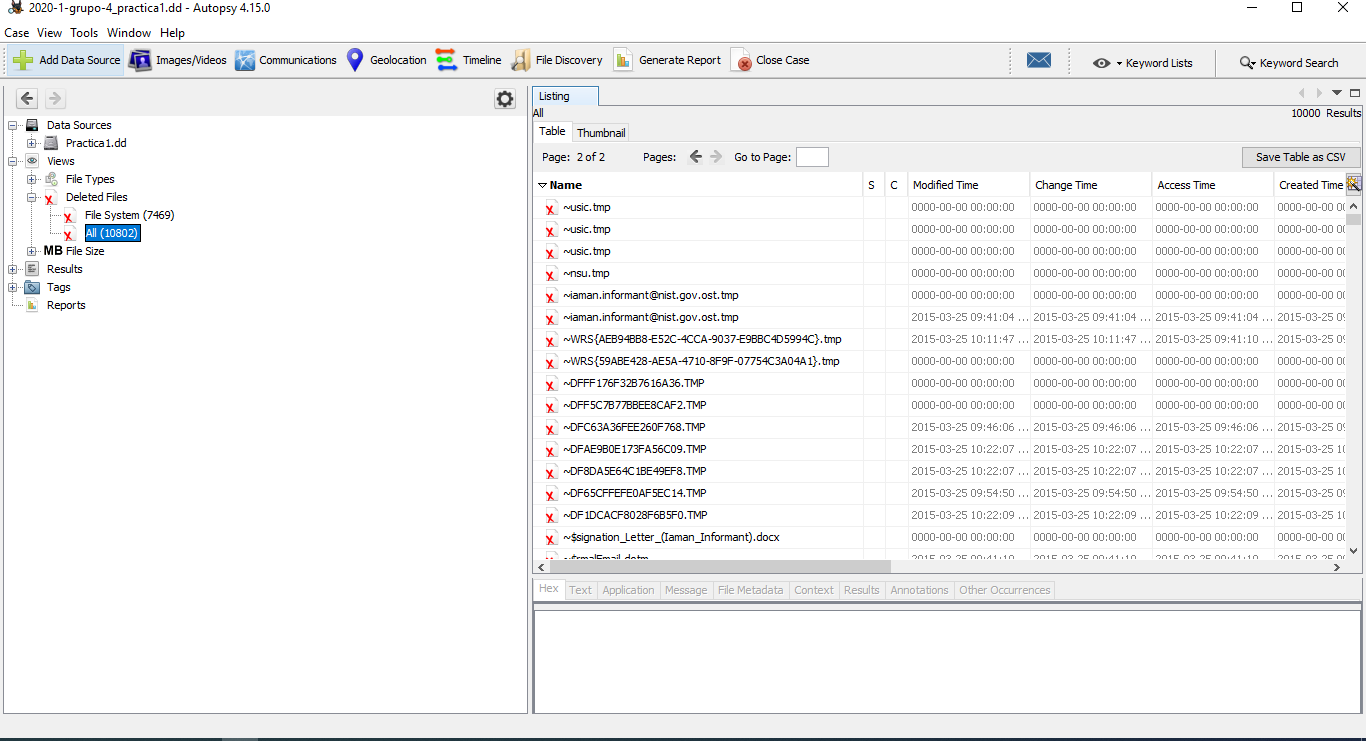 2020-1-grupo-4_practica1.dd - Autopsy 4.15.0
Case View Tools Window Help
Add Data Source Images/Videos Communications Geolocation Timeline File Discovery Generate Report Close Case Keyword Lists Keyword Search
Data Sources
Practica1.dd
Views
File Types
Deleted Files
File System (7469)
All (10802)
MB File Size
Results
Tags
Reports
Listing
All 10000 Results
Table Thumbnail
Page: 2 of 2 Pages: Go to Page: Save Table as CSV
Name S C Modified Time Change Time Access Time Created Time
~usic.tmp 0000-00-00 00:00:00 0000-00-00 00:00:00 0000-00-00 00:00:00 0000-00-00 00
~usic.tmp 0000-00-00 00:00:00 0000-00-00 00:00:00 0000-00-00 00:00:00 0000-00-00 00
~usic.tmp 0000-00-00 00:00:00 0000-00-00 00:00:00 0000-00-00 00:00:00 0000-00-00 00
~nsu.tmp 0000-00-00 00:00:00 0000-00-00 00:00:00 0000-00-00 00:00:00 0000-00-00 00
~iaman.informant@nist.gov.ost.tmp 0000-00-00 00:00:00 0000-00-00 00:00:00 0000-00-00 00:00:00 0000-00-00 00
~iaman.informant@nist.gov.ost.tmp 2015-03-25 09:41:04 ... 2015-03-25 09:41:04 ... 2015-03-25 09:41:04 ... 2015-03-25 09
~WRS{AEB94BB8-E52C-4CCA-9037-E9BBC4D5994C}.tmp 2015-03-25 10:11:47 ... 2015-03-25 10:11:47 ... 2015-03-25 09:41:10 ... 2015-03-25 09
~WRS{59ABE428-AE5A-4710-8F9F-07754C3A04A1}.tmp 0000-00-00 00:00:00 0000-00-00 00:00:00 0000-00-00 00:00:00 0000-00-00 00
~DFFF176F32B7616A36.TMP 0000-00-00 00:00:00 0000-00-00 00:00:00 0000-00-00 00:00:00 0000-00-00 00
~DFF5C7B77BBEE8CAF2.TMP 0000-00-00 00:00:00 0000-00-00 00:00:00 0000-00-00 00:00:00 0000-00-00 00
~DFC63A36FEE260F768.TMP 2015-03-25 09:46:06 ... 2015-03-25 09:46:06 ... 2015-03-25 09:46:06 ... 2015-03-25 09
~DFAE9B0E173FA56C09.TMP 2015-03-25 10:22:07 ... 2015-03-25 10:22:07 ... 2015-03-25 10:22:07 ... 2015-03-25 10
~DF8DA5E64C1BE49EF8.TMP 2015-03-25 10:22:07 ... 2015-03-25 10:22:07 ... 2015-03-25 10:22:07 ... 2015-03-25 10
~DF65CFFEFE0AF5EC14.TMP 2015-03-25 09:54:50 ... 2015-03-25 09:54:50 ... 2015-03-25 09:54:50 ... 2015-03-25 09
~DF1DCACF8028F6B5F0.TMP 2015-03-25 10:22:09 ... 2015-03-25 10:22:09 ... 2015-03-25 10:22:09 ... 2015-03-25 10
~$signation_Letter_(Iaman_Informant).docx 0000-00-00 00:00:00 0000-00-00 00:00:00 0000-00-00 00:00:00 0000-00-00 00
Hex Text Application Message File Metadata Context Results Annotations Other Occurrences